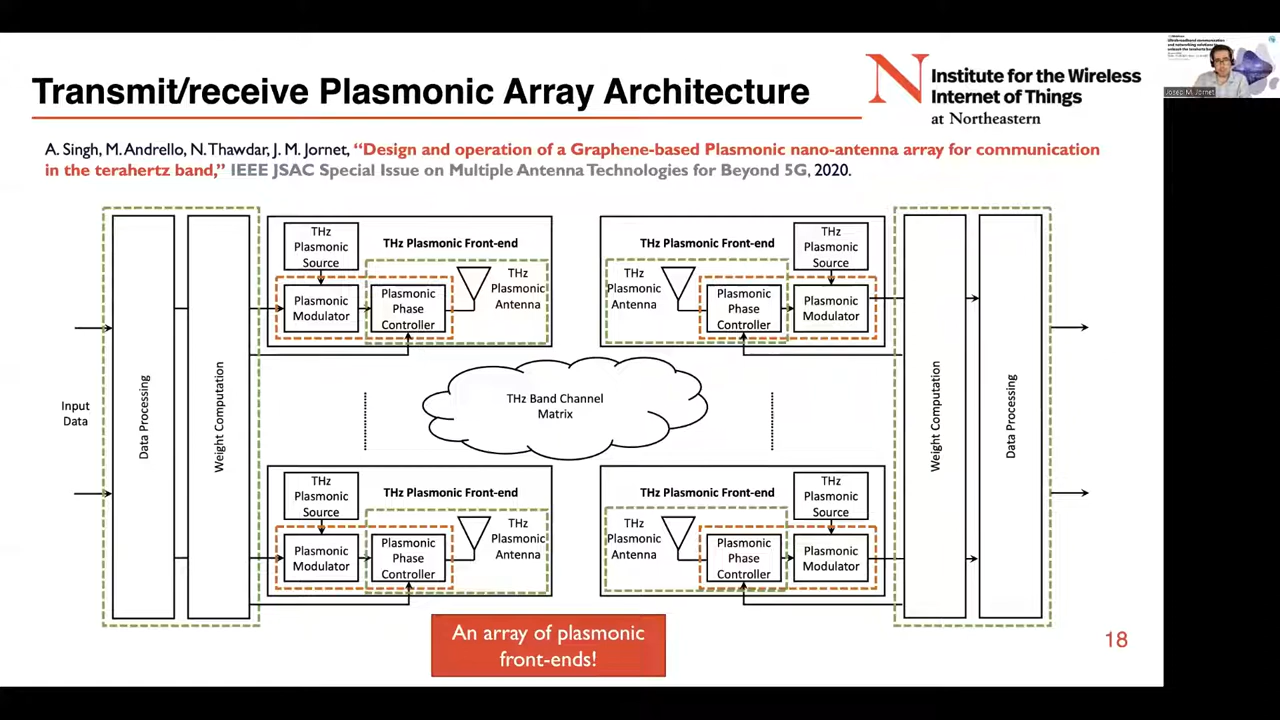 Transmit/receive Plasmonic Array Architecture
Institute for the Wireless
Internet of Things
at Northeastern
Josep M. Jornet
A. Singh, M. Andrello, N. Thawdar, J. M. Jornet, “Design and operation of a Graphene-based Plasmonic nano-antenna array for communication
in the terahertz band,” IEEE JSAC Special Issue on Multiple Antenna Technologies for Beyond 5G, 2020.
Input
Data
Data Processing
Weight Computation
THz
Plasmonic
Source
THz Plasmonic Front-end
Plasmonic
Modulator
Plasmonic
Phase
Controller
THz
Plasmonic
Antenna
THz Plasmonic Front-end
THz
Plasmonic
Source
THz
Plasmonic
Antenna
Plasmonic
Phase
Controller
Plasmonic
Modulator
THz Band Channel
Matrix
THz
Plasmonic
Source
THz Plasmonic Front-end
Plasmonic
Modulator
Plasmonic
Phase
Controller
THz
Plasmonic
Antenna
THz Plasmonic Front-end
THz
Plasmonic
Source
THz
Plasmonic
Antenna
Plasmonic
Phase
Controller
Plasmonic
Modulator
Weight Computation
Data Processing
An array of plasmonic
front-ends!
18